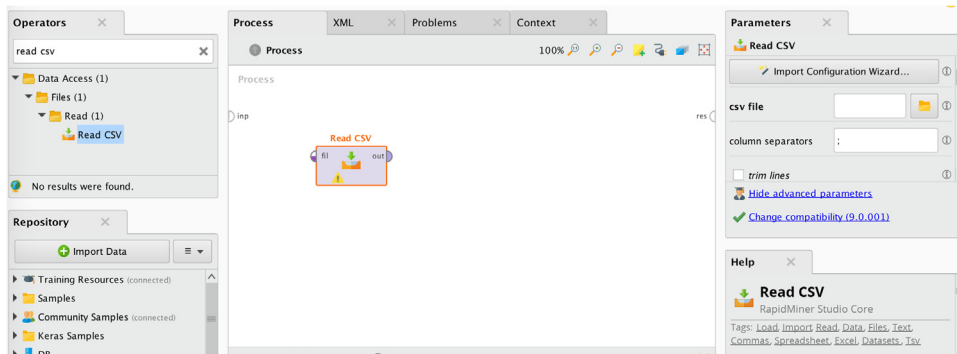 Operators
read csv
Data Access (1)
Files (1)
Read (1)
Read CSV
No results were found.
Repository
Import Data
Training Resources (connected)
Samples
Community Samples (connected)
Keras Samples
DB
Process XML Problems Context
Process 100%
Process
inp res
Read CSV
fil out
Parameters
Read CSV
Import Configuration Wizard...
csv file
column separators ;
trim lines
Hide advanced parameters
Change compatibility (9.0.001)
Help
Read CSV
RapidMiner Studio Core
Tags: Load, Import, Read, Data, Files, Text,
Commas, Spreadsheet, Excel, Datasets, Tsv